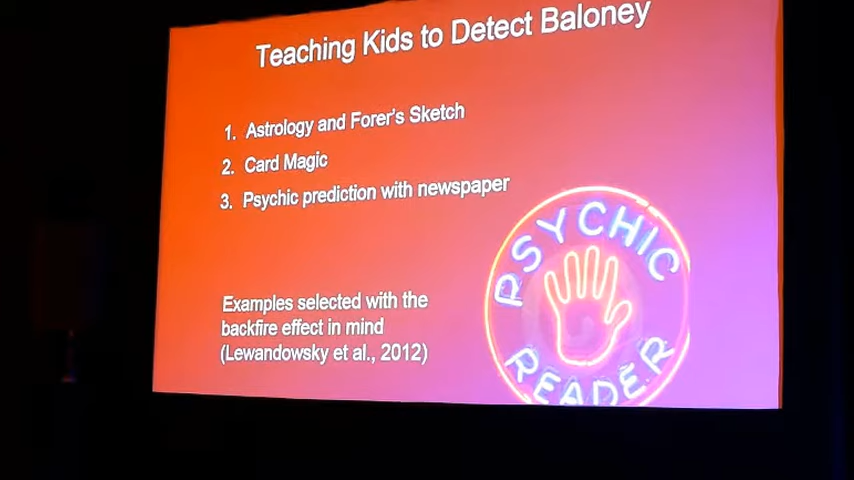 Teaching Kids to Detect Baloney
1. Astrology and Forer's Sketch
2. Card Magic
3. Psychic prediction with newspaper
Examples selected with the
backfire effect in mind
(Lewandowsky et al., 2012)
PSYCHIC
READER